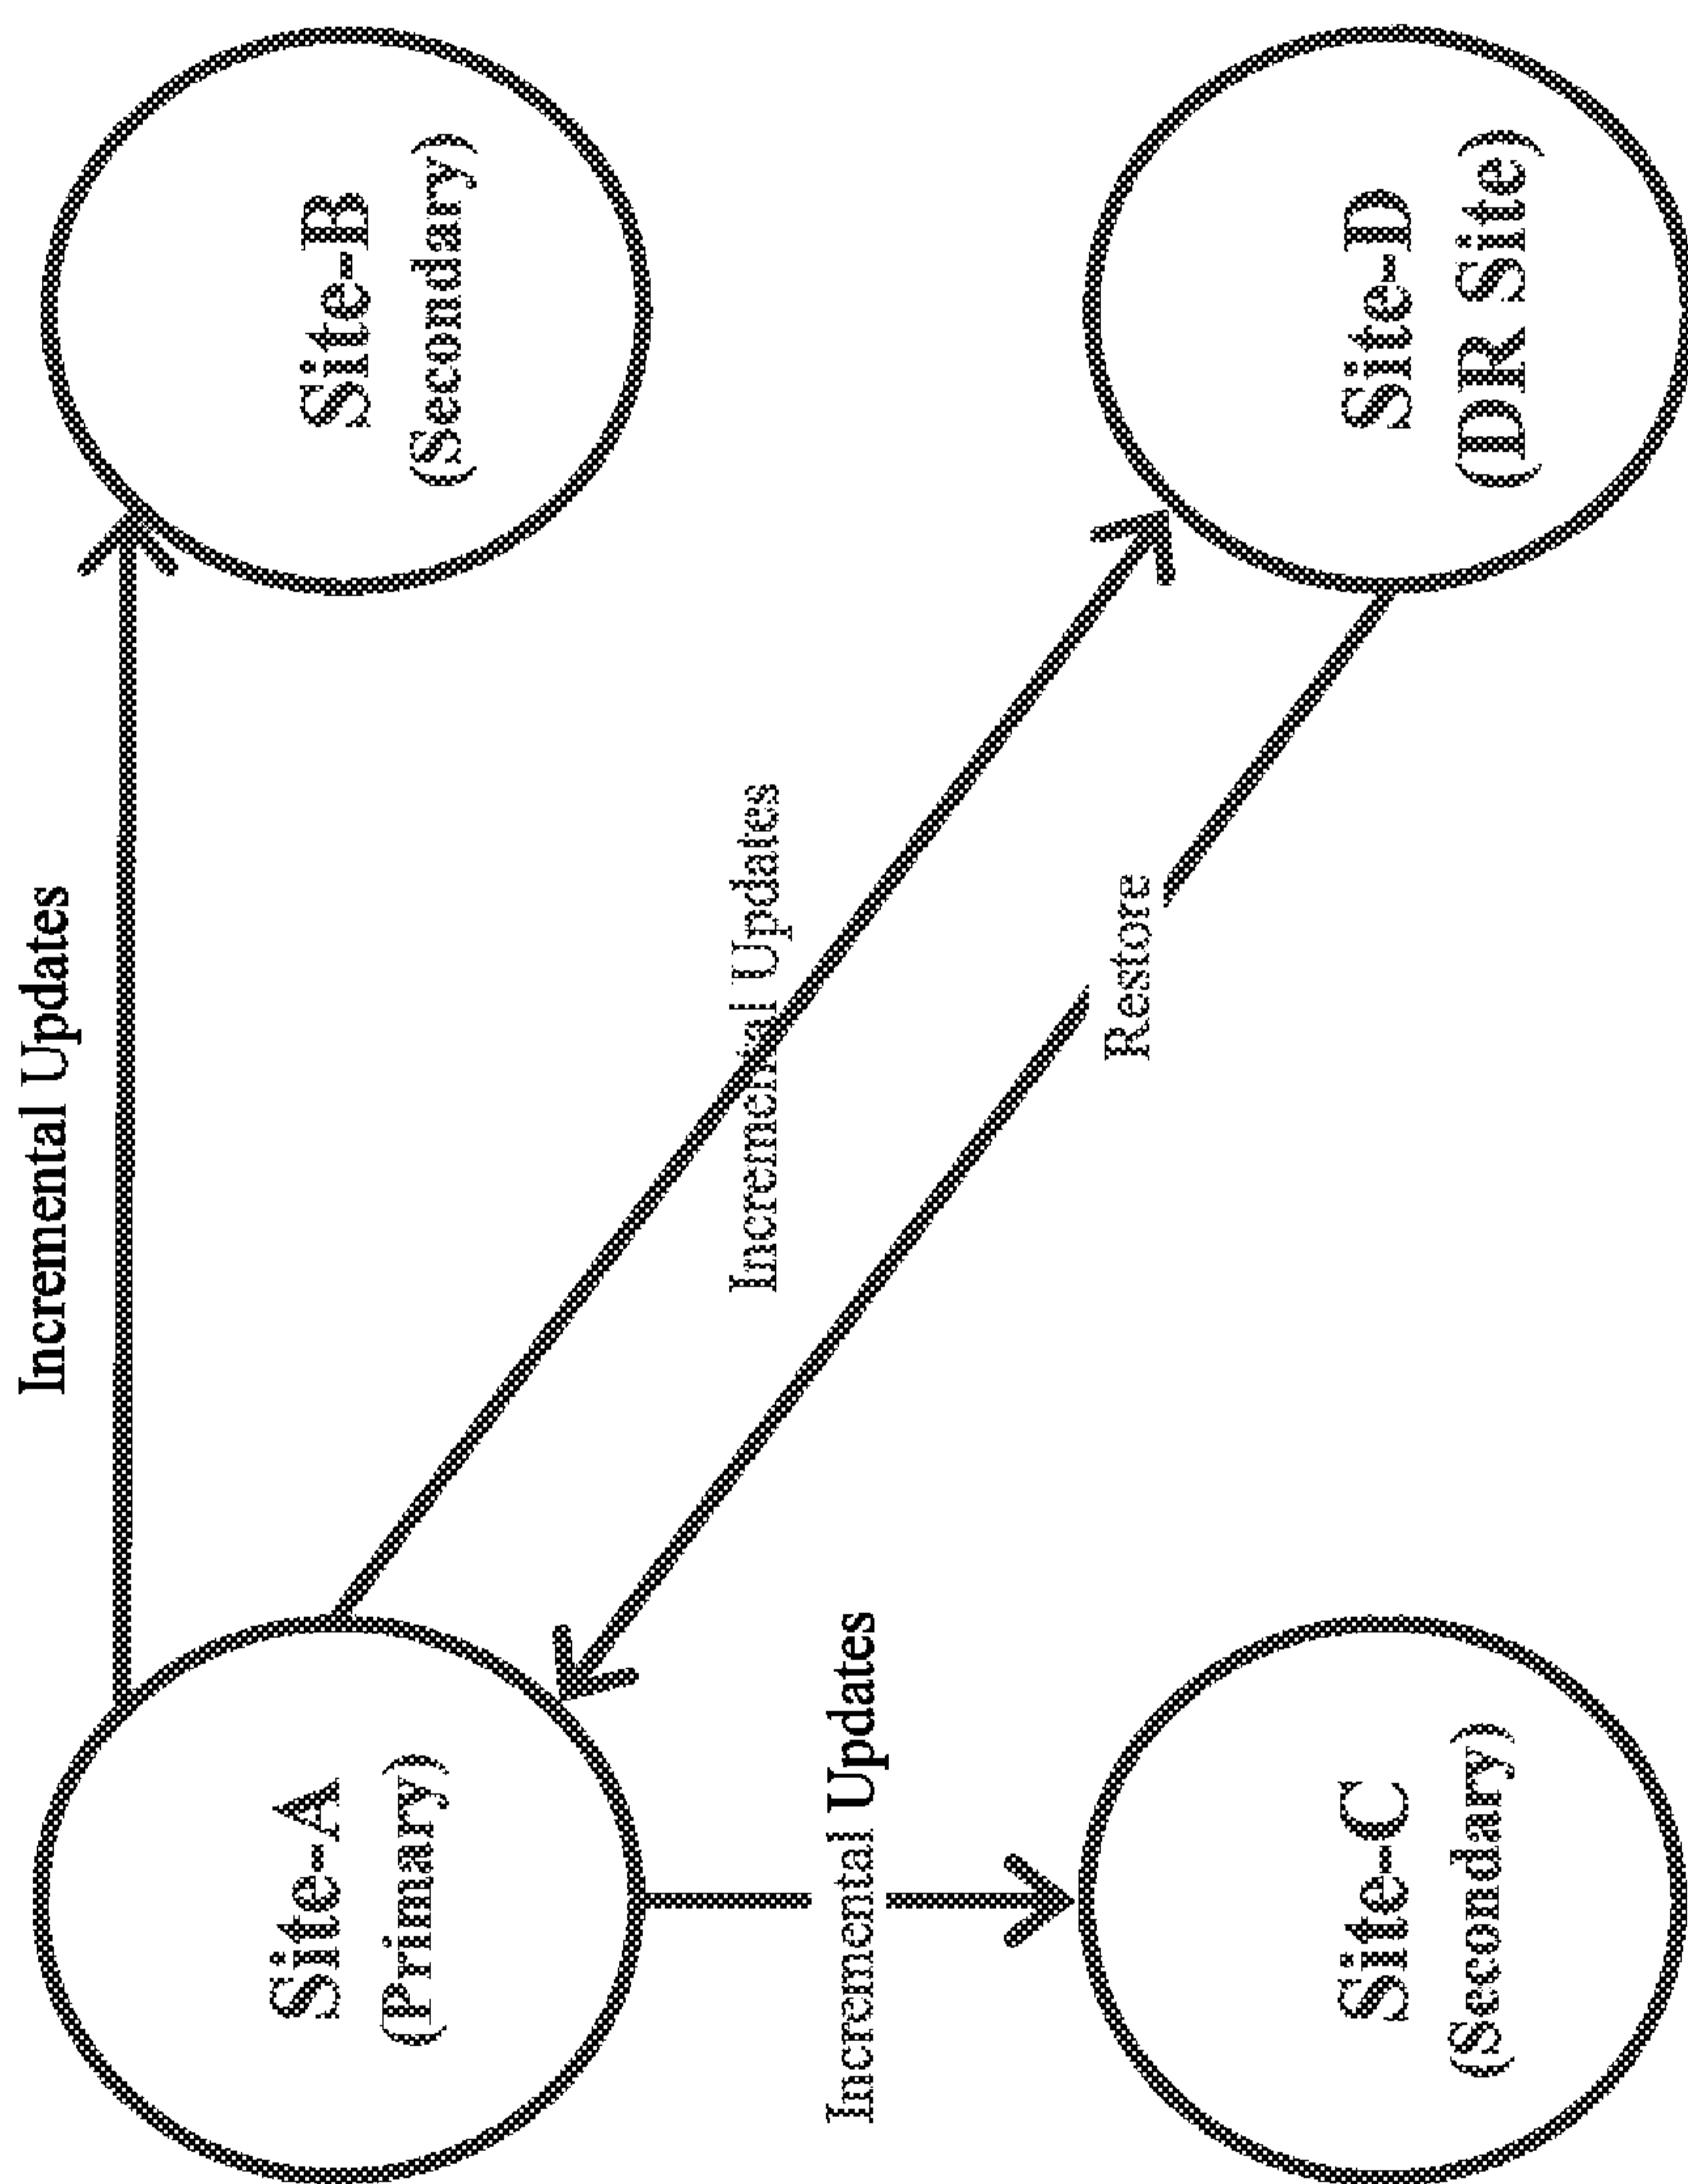 Incremental Updates
Site-A
(Primary)
Site-B
(Secondary)
Incremental Updates
Incremental Updates
Restore
Site-C
(Secondary)
Site-D
(DR Site)